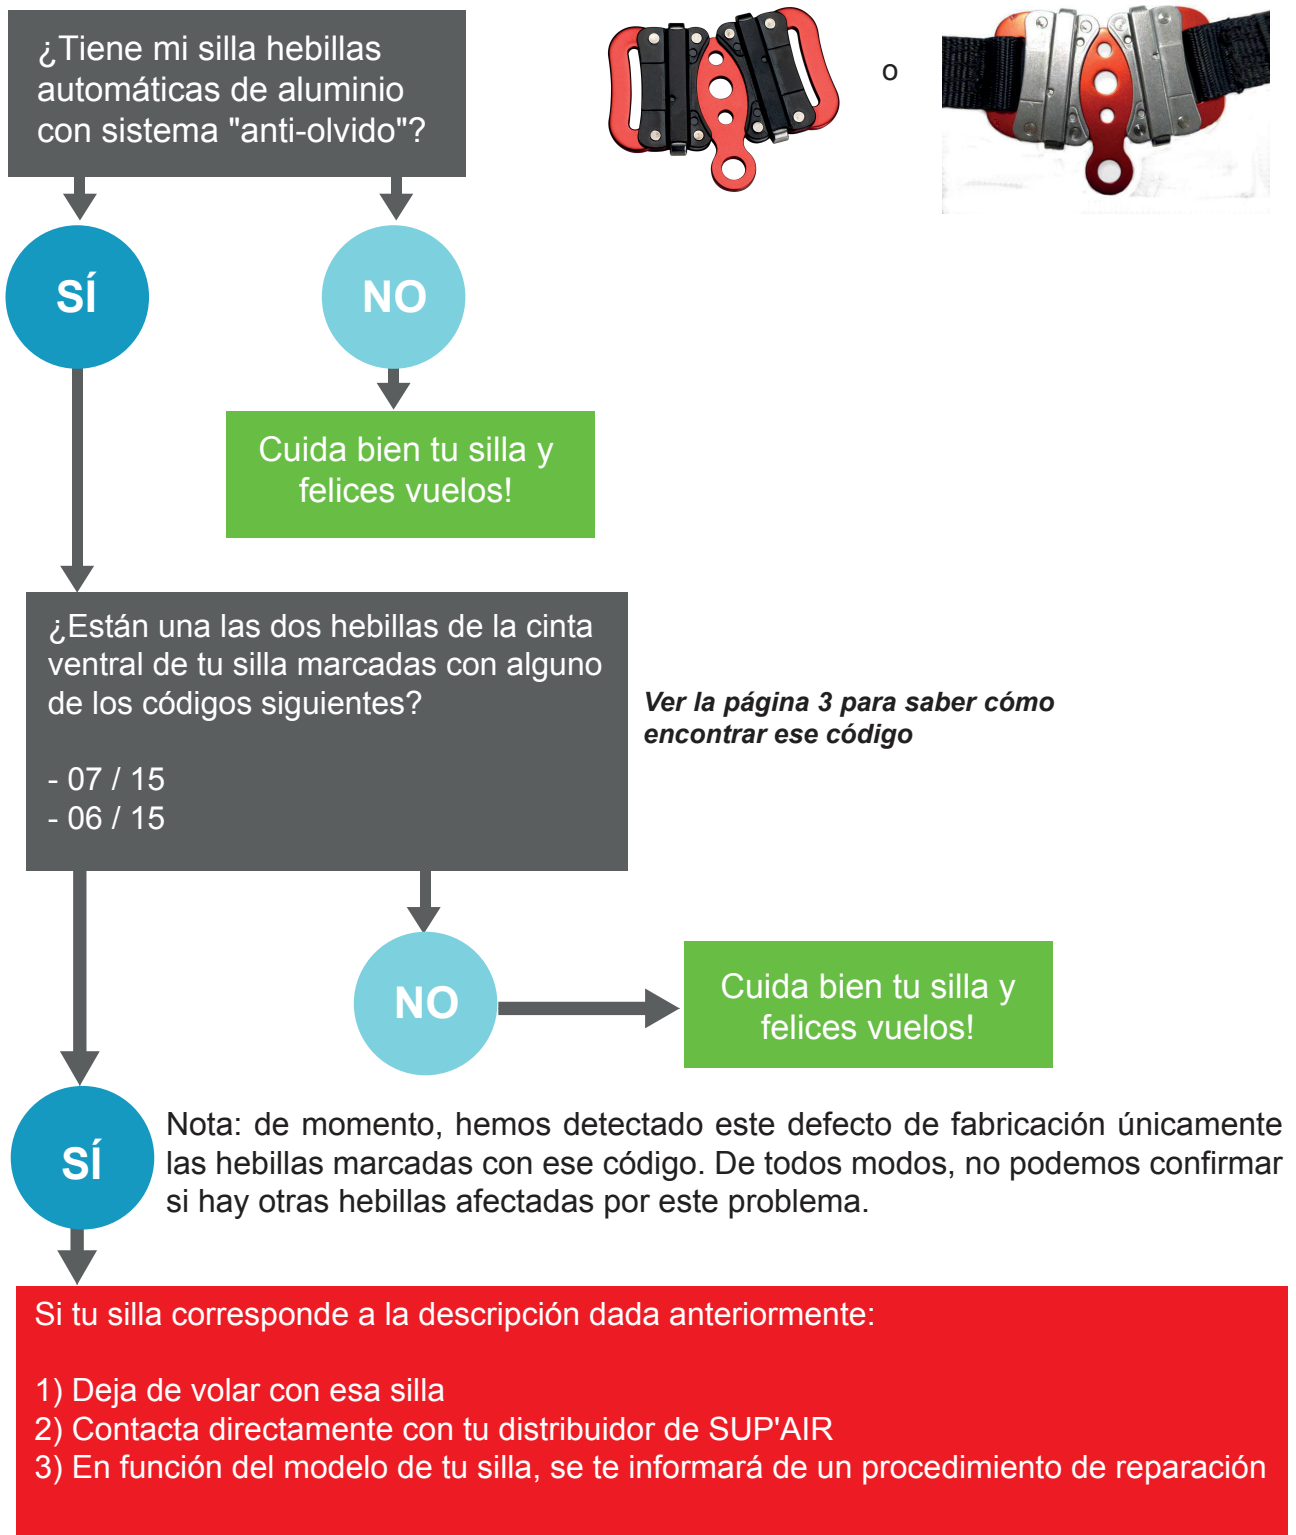 ¿Tiene mi silla hebillas
automáticas de aluminio
con sistema "anti-olvido"?
o
SÍ
NO
Cuida bien tu silla y
felices vuelos!
¿Están una las dos hebillas de la cinta
ventral de tu silla marcadas con alguno
de los códigos siguientes?
- 07 / 15
- 06 / 15
Ver la página 3 para saber cómo
encontrar ese código
NO
Cuida bien tu silla y
felices vuelos!
SÍ
Nota: de momento, hemos detectado este defecto de fabricación únicamente
las hebillas marcadas con ese código. De todos modos, no podemos confirmar
si hay otras hebillas afectadas por este problema.
Si tu silla corresponde a la descripción dada anteriormente:
1) Deja de volar con esa silla
2) Contacta directamente con tu distribuidor de SUP'AIR
3) En función del modelo de tu silla, se te informará de un procedimiento de reparación